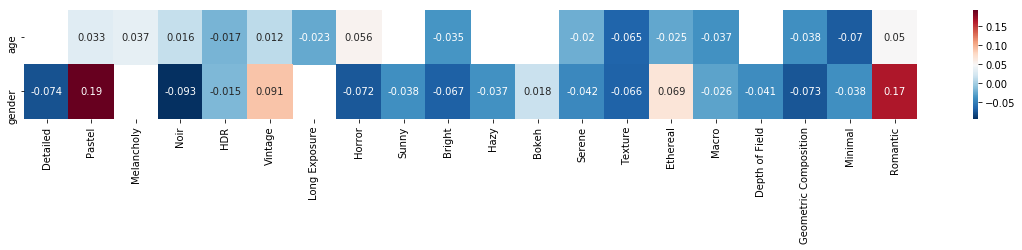 age
0.033 0.037 0.016 -0.017 0.012 -0.023 0.056 -0.035 -0.02 -0.065 -0.025 -0.037 -0.038 -0.07 0.05
gender
-0.074 0.19 -0.093 -0.015 0.091 -0.072 -0.038 -0.067 -0.037 0.018 -0.042 -0.066 0.069 -0.026 -0.041 -0.073 -0.038 0.17
Detailed
Pastel
Melancholy
Noir
HDR
Vintage
Long Exposure
Horror
Sunny
Bright
Hazy
Bokeh
Serene
Texture
Ethereal
Macro
Depth of Field
Geometric Composition
Minimal
Romantic
0.15
0.10
0.05
0.00
−0.05